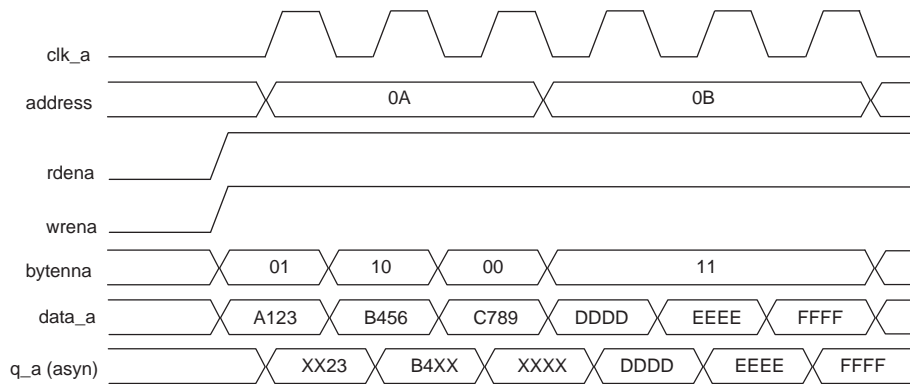 clk_a
address 0A 0B
rdena
wrena
bytenna 01 10 00 11
data_a A123 B456 C789 DDDD EEEE FFFF
q_a (asyn) XX23 B4XX XXXX DDDD EEEE FFFF